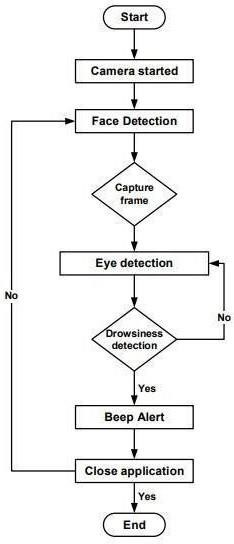 Start
Camera started
Face Detection
Capture
frame
Eye detection
Drowsiness
detection
No
No
Yes
Beep Alert
Close application
Yes
End